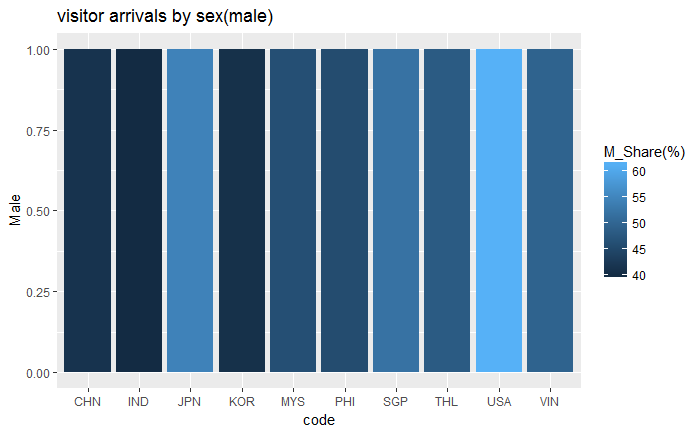 visitor arrivals by sex(male)
1.00
0.75
0.50
0.25
0.00
Male
CHN IND JPN KOR MYS PHI SGP THL USA VIN
code
M_Share(%)
60
55
50
45
40